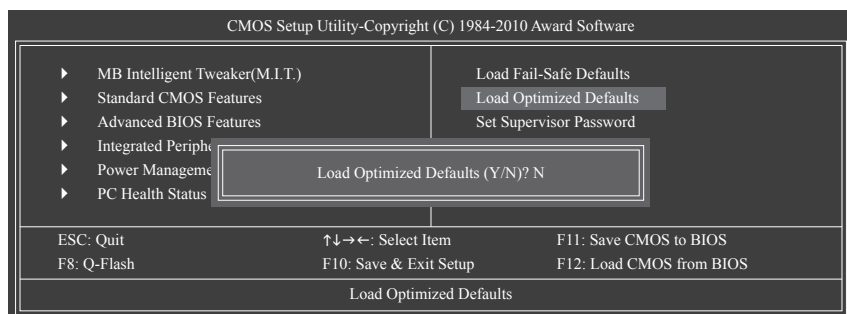 CMOS Setup Utility-Copyright (C) 1984-2010 Award Software
MB Intelligent Tweaker(M.I.T.)
Standard CMOS Features
Advanced BIOS Features
Integrated
Power
PC Health Status
Load Fail-Safe Defaults
Load Optimized Defaults
Set Supervisor Password
Load Optimized Defaults (Y/N)? N
ESC: Quit ↑↓→←: Select Item F11: Save CMOS to BIOS
F8: Q-Flash F10: Save & Exit Setup F12: Load CMOS from BIOS
Load Optimized Defaults